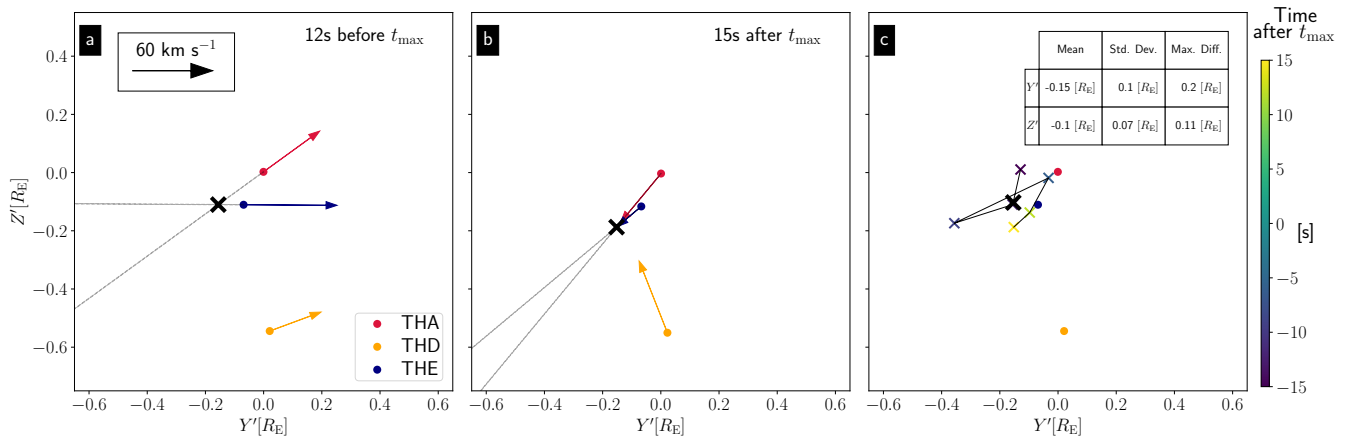 a
60 km s⁻¹
12s before t_max
0.4
0.2
0.0
−0.2
−0.4
−0.6
Z′[R_E]
THA
THD
THE
−0.6 −0.4 −0.2 0.0 0.2 0.4 0.6
Y′[R_E]
b
15s after t_max
−0.6 −0.4 −0.2 0.0 0.2 0.4 0.6
Y′[R_E]
c
Mean Std. Dev. Max. Diff.
Y′ -0.15 [R_E] 0.1 [R_E] 0.2 [R_E]
Z′ -0.1 [R_E] 0.07 [R_E] 0.11 [R_E]
−0.6 −0.4 −0.2 0.0 0.2 0.4 0.6
Y′[R_E]
Time
after t_max
15
10
5
0
−5
−10
−15
[s]